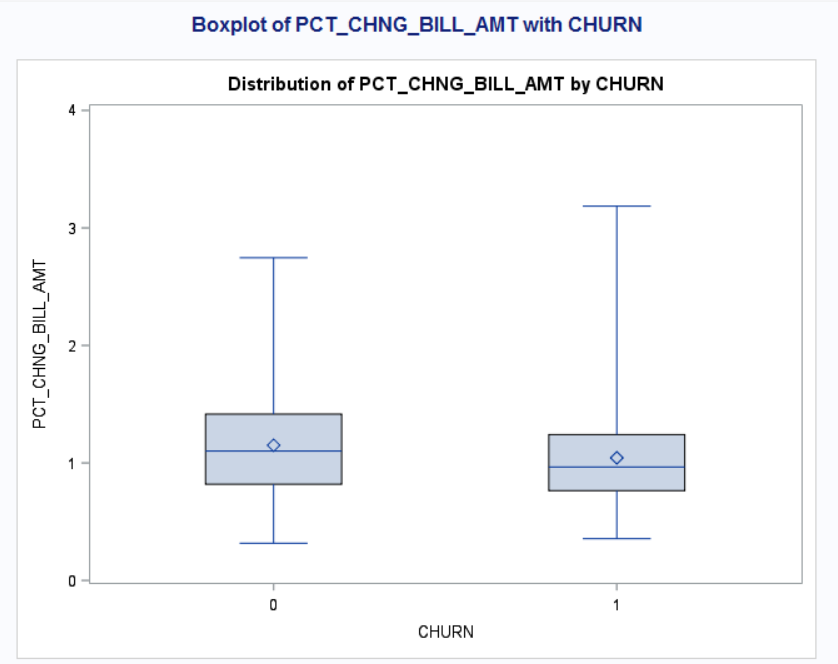 Boxplot of PCT_CHNG_BILL_AMT with CHURN
Distribution of PCT_CHNG_BILL_AMT by CHURN
4
3
2
1
0
PCT_CHNG_BILL_AMT
0
1
CHURN